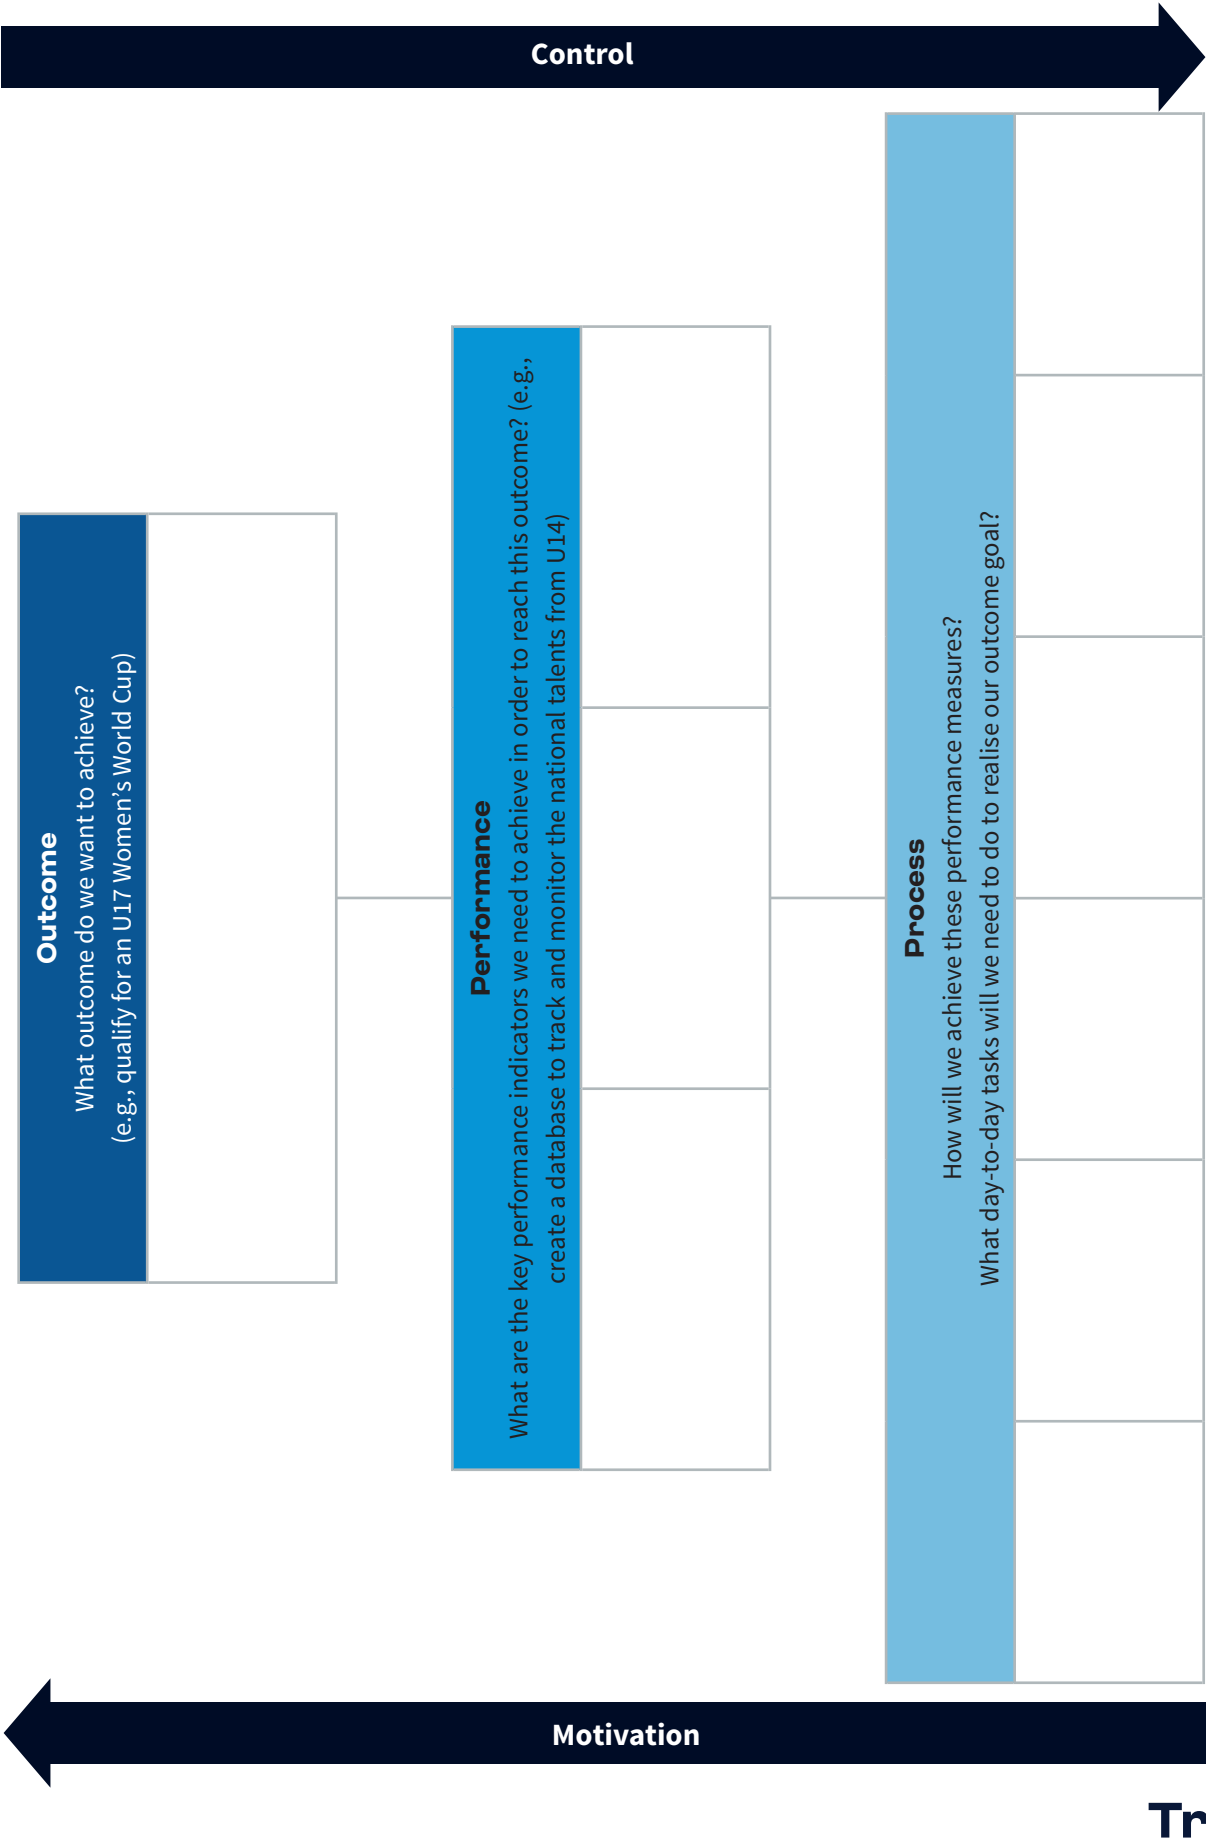 Control
Outcome
What outcome do we want to achieve?
(e.g., qualify for an U17 Women’s World Cup)
Performance
What are the key performance indicators we need to achieve in order to reach this outcome? (e.g.,
create a database to track and monitor the national talents from U14)
Process
How will we achieve these performance measures?
What day-to-day tasks will we need to do to realise our outcome goal?
Motivation
Tr